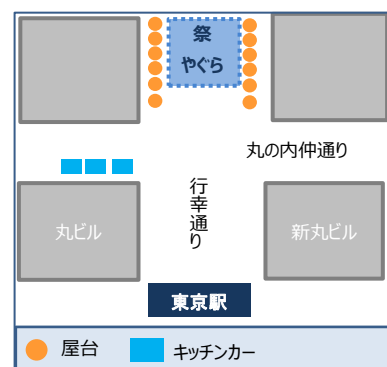 祭
やぐら
丸の内仲通り
行幸通り
丸ビル
新丸ビル
東京駅
屋台
キッチンカー